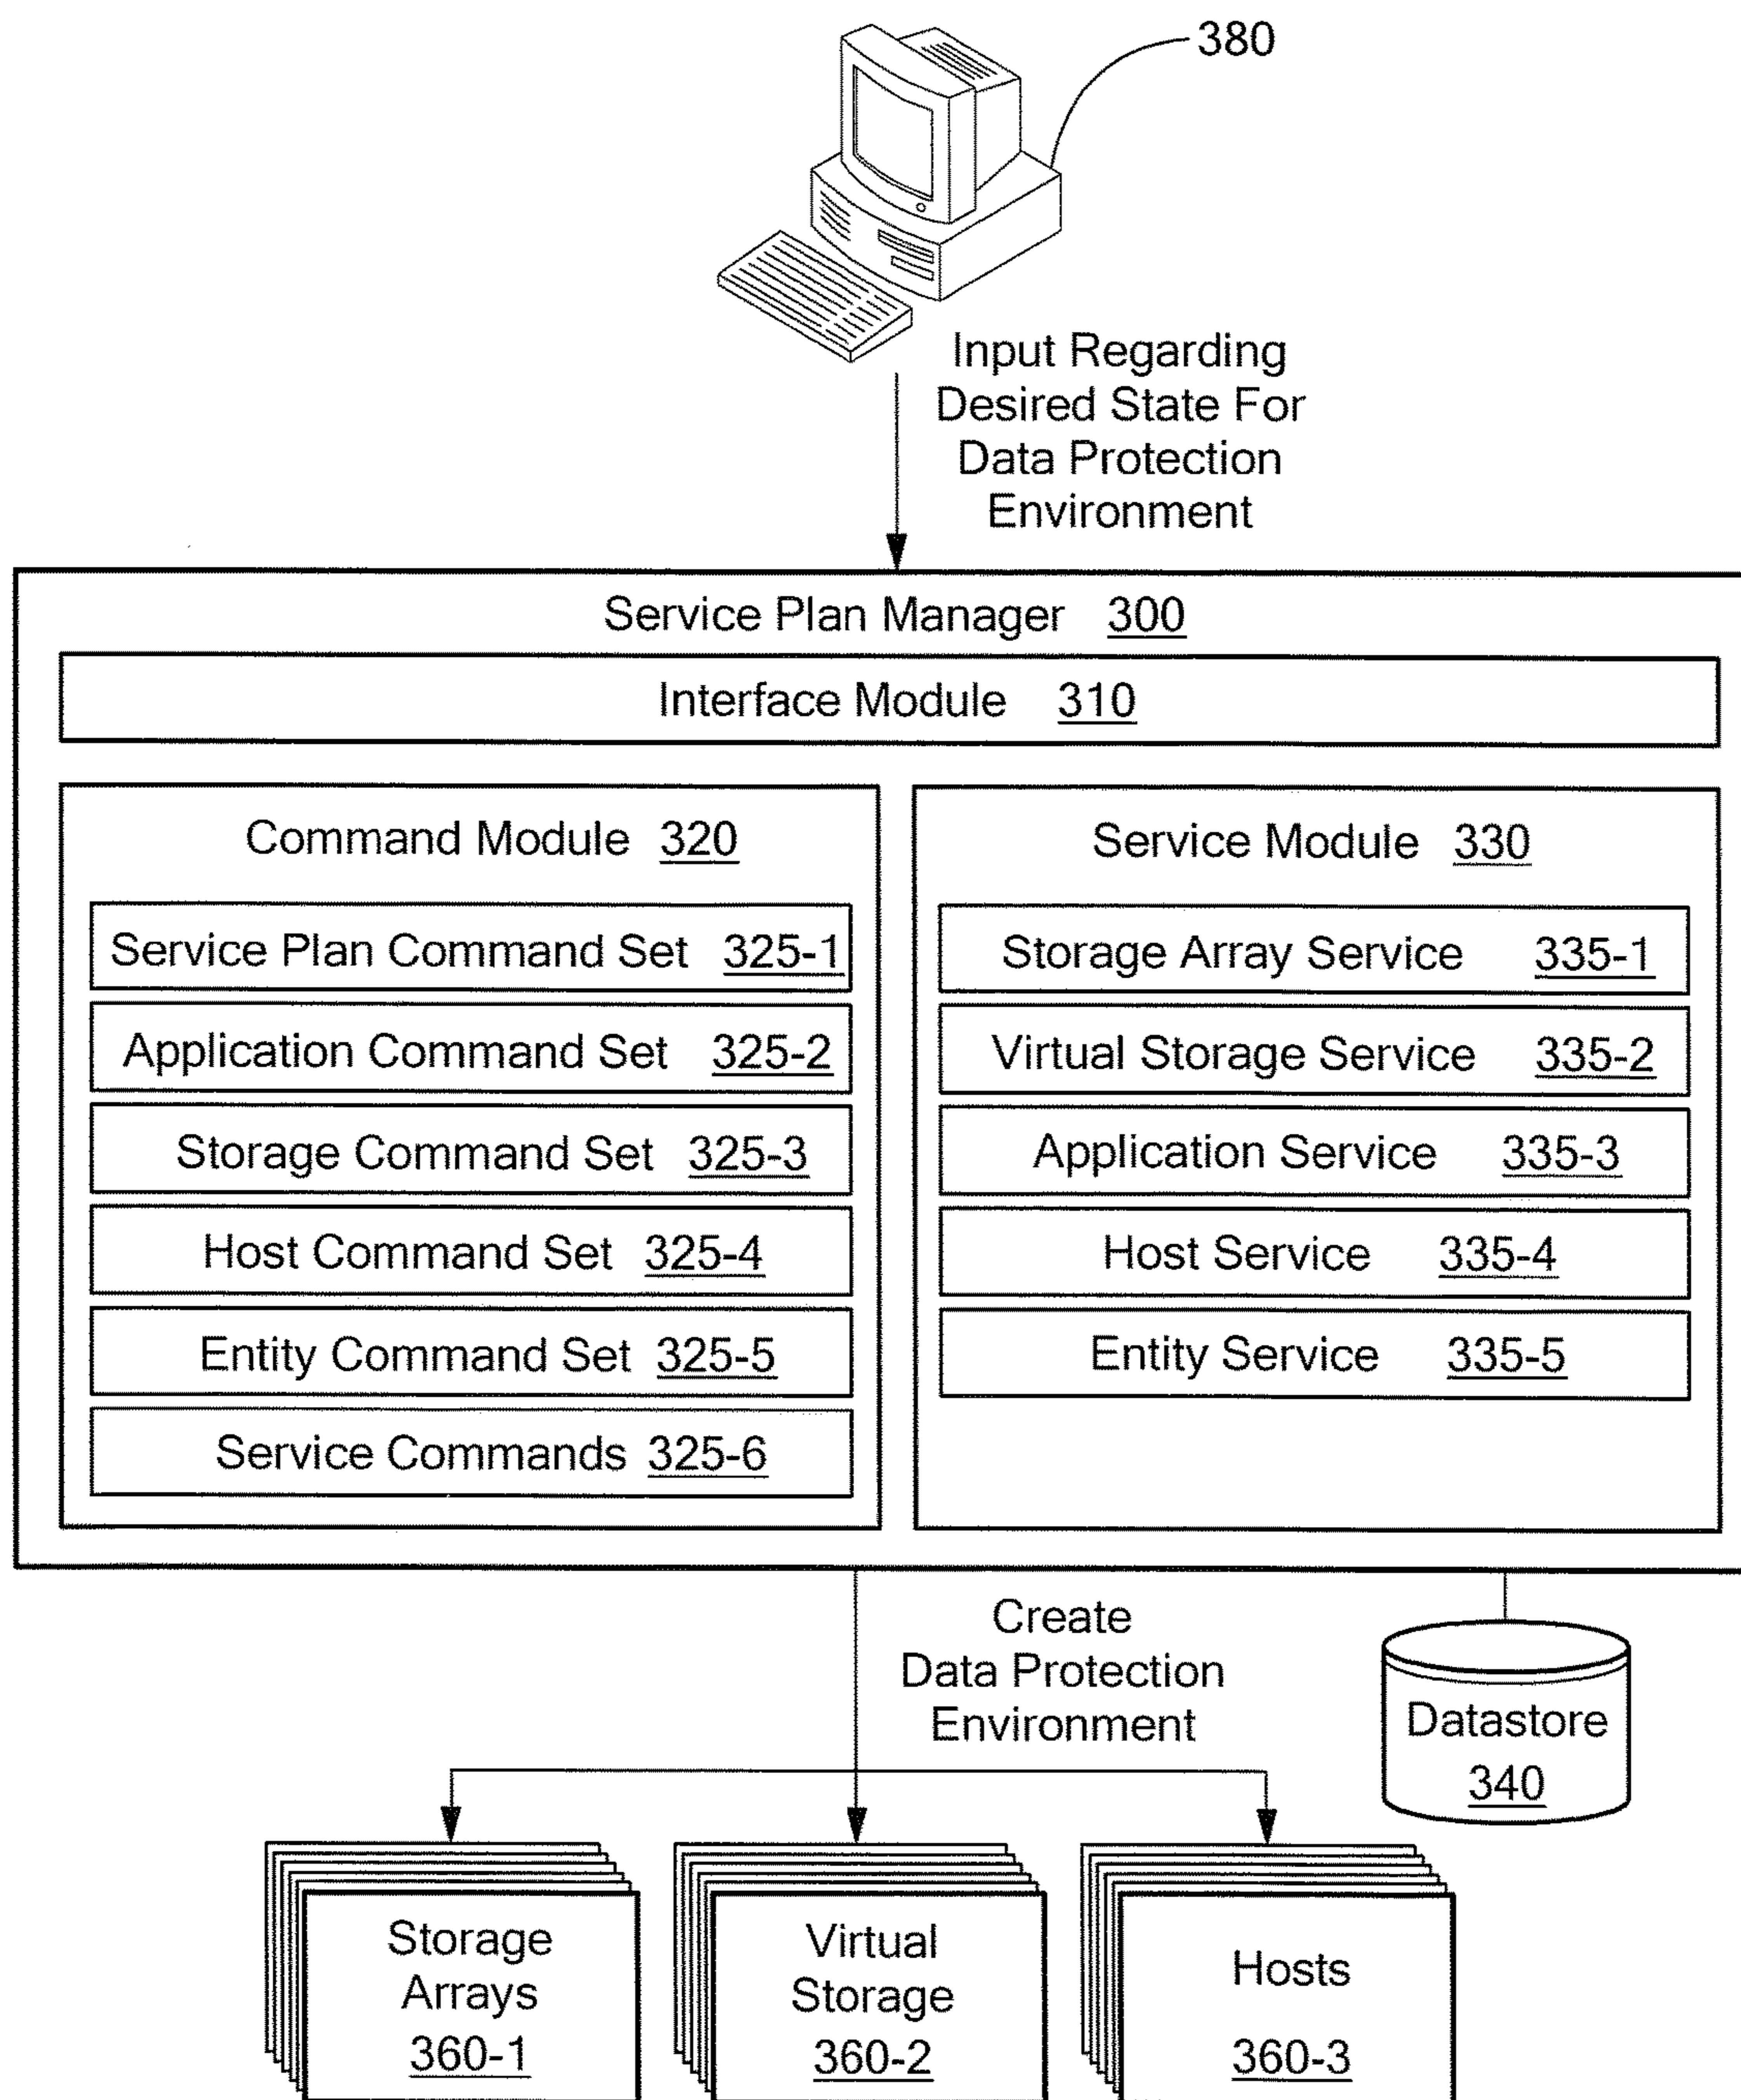 380
Input Regarding
Desired State For
Data Protection
Environment
Service Plan Manager 300
Interface Module 310
Command Module 320
Service Plan Command Set 325-1
Application Command Set 325-2
Storage Command Set 325-3
Host Command Set 325-4
Entity Command Set 325-5
Service Commands 325-6
Service Module 330
Storage Array Service 335-1
Virtual Storage Service 335-2
Application Service 335-3
Host Service 335-4
Entity Service 335-5
Create
Data Protection
Environment
Datastore
340
Storage
Arrays
360-1
Virtual
Storage
360-2
Hosts
360-3